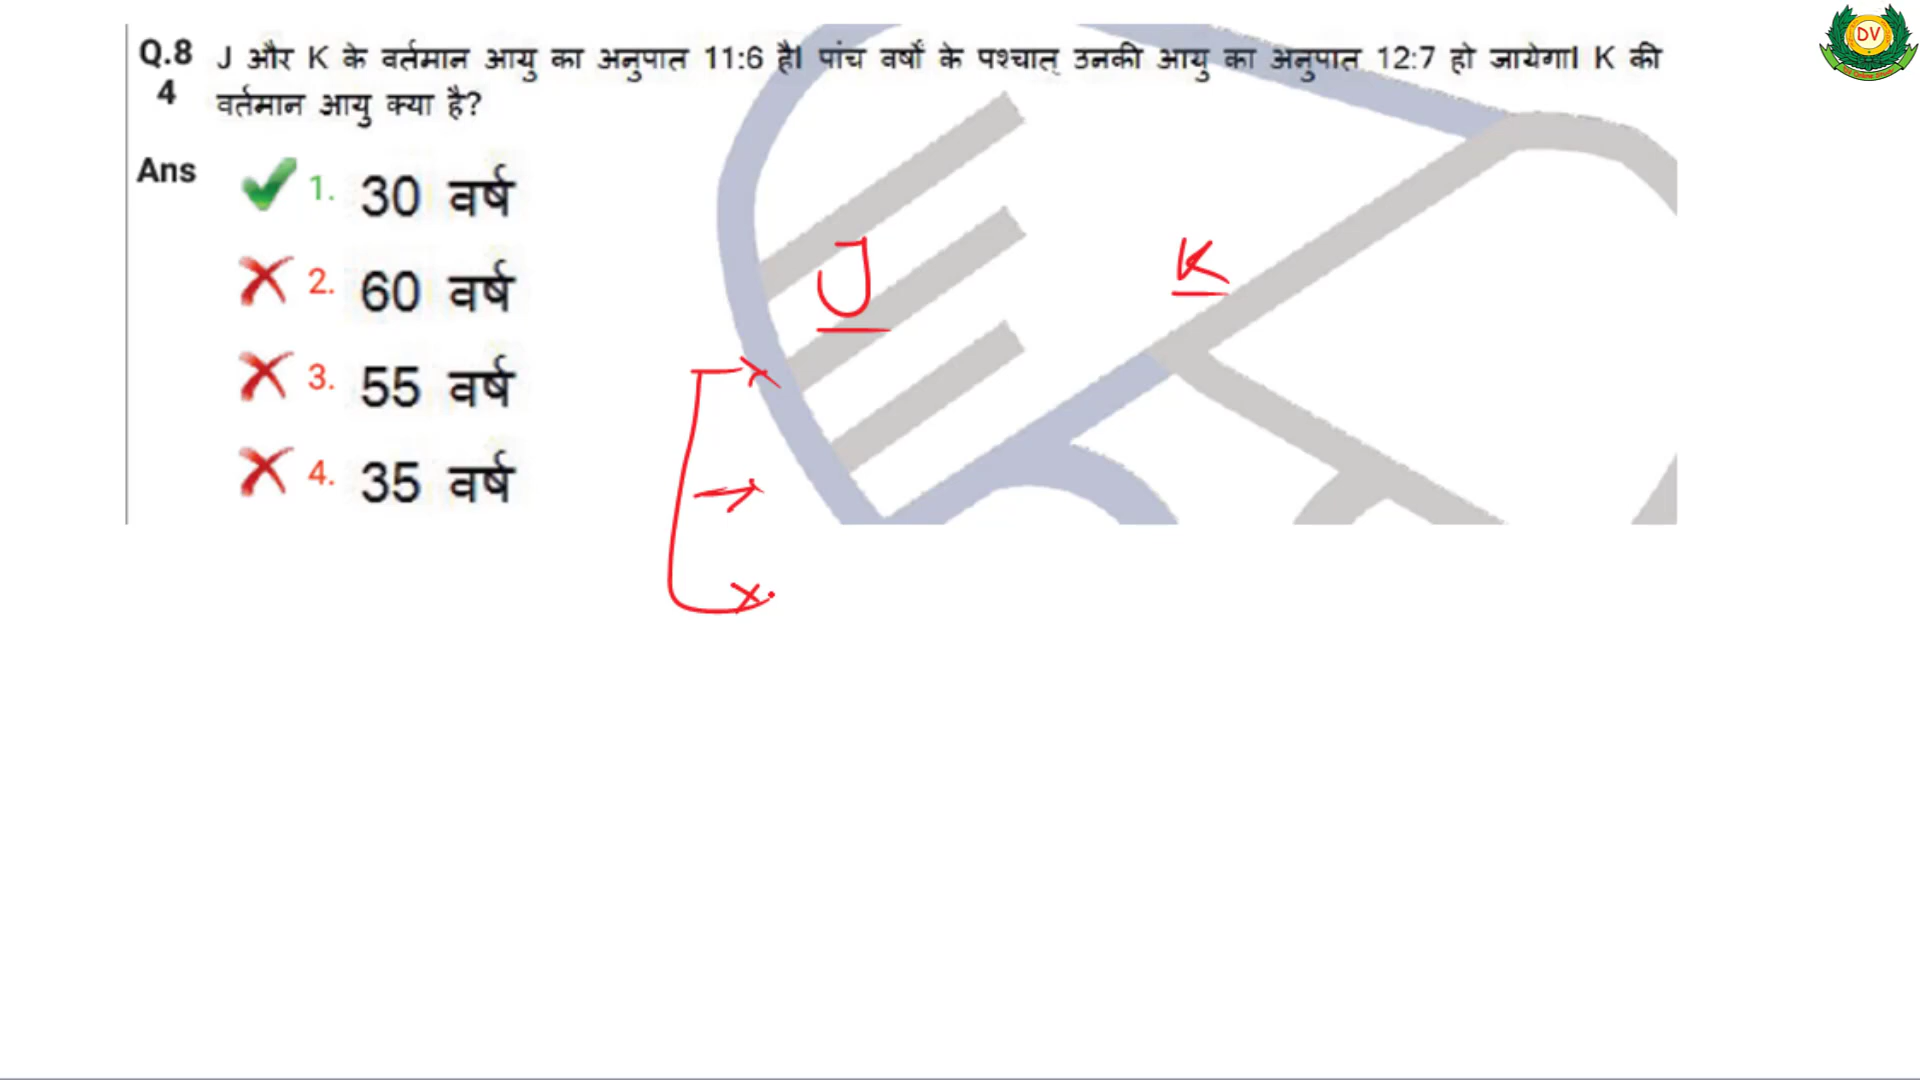 Q.8 J और K के वर्तमान आयु का अनुपात 11:6 है। पांच वर्षों के पश्चात् उनकी आयु का अनुपात 12:7 हो जायेगा। K की
4 वर्तमान आयु क्या है?
Ans 1. 30 वर्ष
2. 60 वर्ष
3. 55 वर्ष
4. 35 वर्ष
J K
DV